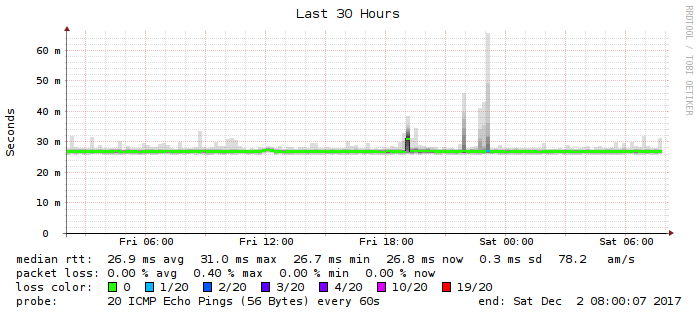 Last 30 Hours
RRDTOOL / TOBI OETIKER
Seconds
60 m
50 m
40 m
30 m
20 m
10 m
0
Fri 06:00 Fri 12:00 Fri 18:00 Sat 00:00 Sat 06:00
median rtt: 26.9 ms avg 31.0 ms max 26.7 ms min 26.8 ms now 0.3 ms sd 78.2 am/s
packet loss: 0.00 % avg 0.40 % max 0.00 % min 0.00 % now
loss color: 0 1/20 2/20 3/20 4/20 10/20 19/20
probe: 20 ICMP Echo Pings (56 Bytes) every 60s end: Sat Dec 2 08:00:07 2017